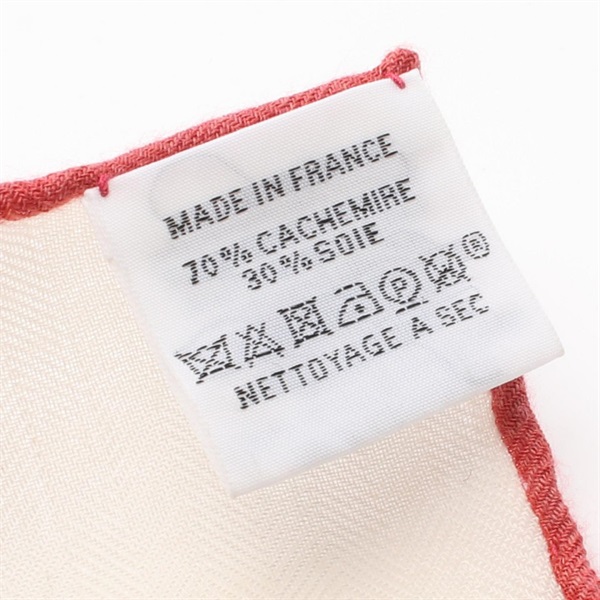 MADE IN FRANCE
70% CACHEMIRE
30% SOIE
®
NETTOYAGE A SEC